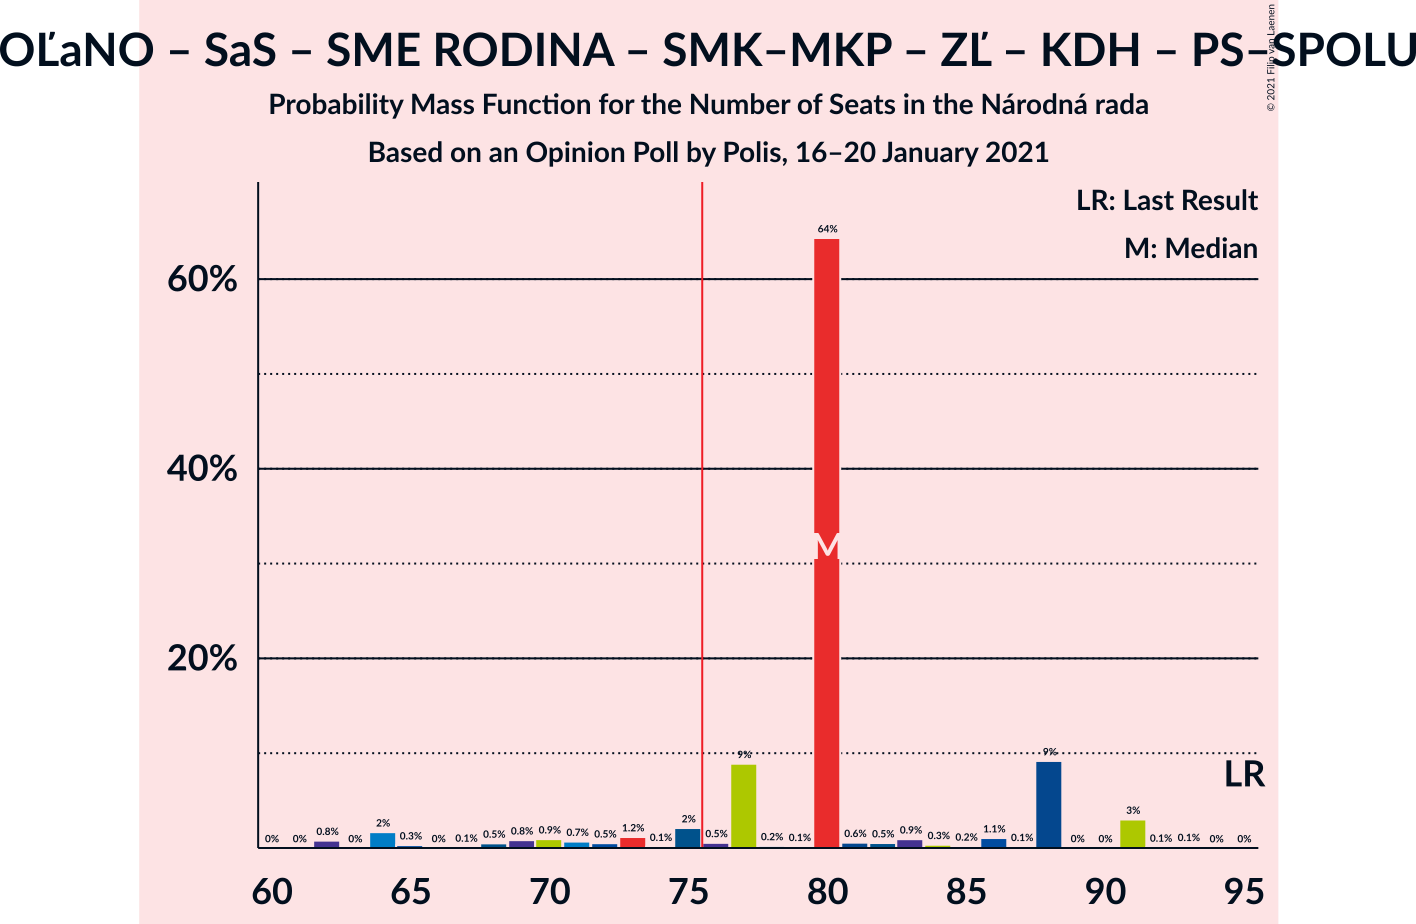 OĽaNO – SaS – SME RODINA – SMK–MKP – ZĽ – KDH – PS–SPOLU
© 2021 Filip van Laenen
Probability Mass Function for the Number of Seats in the Národná rada
Based on an Opinion Poll by Polis, 16–20 January 2021
LR: Last Result
M: Median
60%
40%
20%
0% 0% 0.8% 0% 2% 0.3% 0% 0.1% 0.5% 0.8% 0.9% 0.7% 0.5% 1.2% 0.1% 2% 0.5% 9% 0.2% 0.1% 64% 0.6% 0.5% 0.9% 0.3% 0.2% 1.1% 0.1% 9% 0% 0% 3% 0.1% 0.1% 0% 0%
M
LR
60 65 70 75 80 85 90 95